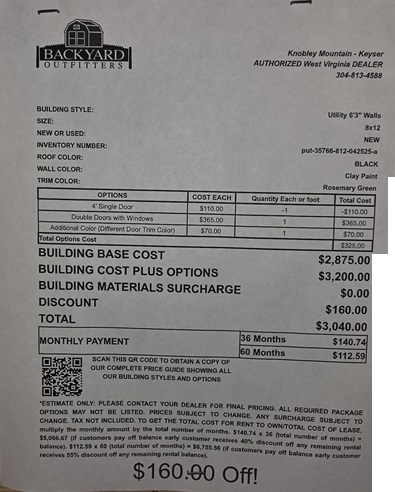 BACKYARD
OUTFITTERS
Knobley Mountain - Keyser
AUTHORIZED West Virginia DEALER
304-813-4588
BUILDING STYLE: Utility 6'3" Walls
SIZE: 8x12
NEW OR USED: NEW
INVENTORY NUMBER: put-35766-812-042525-a
ROOF COLOR: BLACK
WALL COLOR: Clay Paint
TRIM COLOR: Rosemary Green
OPTIONS COST EACH Quantity Each or foot Total Cost
4' Single Door $110.00 -1 -$110.00
Double Doors with Windows $365.00 1 $365.00
Additional Color (Different Door Trim Color) $70.00 1 $70.00
Total Options Cost $325.00
BUILDING BASE COST $2,875.00
BUILDING COST PLUS OPTIONS $3,200.00
BUILDING MATERIALS SURCHARGE $0.00
DISCOUNT $160.00
TOTAL $3,040.00
MONTHLY PAYMENT 36 Months $140.74
60 Months $112.59
SCAN THIS QR CODE TO OBTAIN A COPY OF
OUR COMPLETE PRICE GUIDE SHOWING ALL
OUR BUILDING STYLES AND OPTIONS
*ESTIMATE ONLY: PLEASE CONTACT YOUR DEALER FOR FINAL PRICING. ALL REQUIRED PACKAGE
OPTIONS MAY NOT BE LISTED. PRICES SUBJECT TO CHANGE. ANY SURCHARGE SUBJECT TO
CHANGE. TAX NOT INCLUDED. TO GET THE TOTAL COST FOR RENT TO OWN/TOTAL COST OF LEASE,
multiply the monthly amount by the total number of months. $140.74 x 36 (total number of months) =
$5,066.67 (if customers pay off balance early customer receives 40% discount off any remaining rental
balance). $112.59 x 60 (total number of months) = $6,755.56 (if customers pay off balance early customer
receives 55% discount off any remaining rental balance).
$160.00 Off!